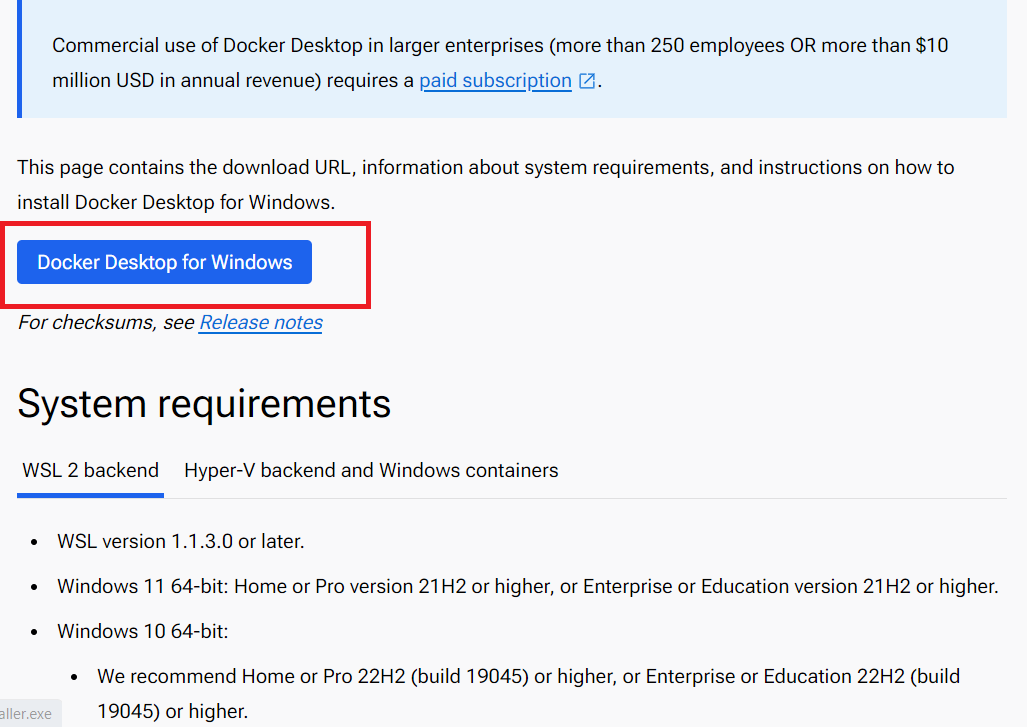 Commercial use of Docker Desktop in larger enterprises (more than 250 employees OR more than $10
million USD in annual revenue) requires a paid subscription.
This page contains the download URL, information about system requirements, and instructions on how to
install Docker Desktop for Windows.
Docker Desktop for Windows
For checksums, see Release notes
System requirements
WSL 2 backend Hyper-V backend and Windows containers
• WSL version 1.1.3.0 or later.
• Windows 11 64-bit: Home or Pro version 21H2 or higher, or Enterprise or Education version 21H2 or higher.
• Windows 10 64-bit:
• We recommend Home or Pro 22H2 (build 19045) or higher, or Enterprise or Education 22H2 (build
19045) or higher.
aller.exe